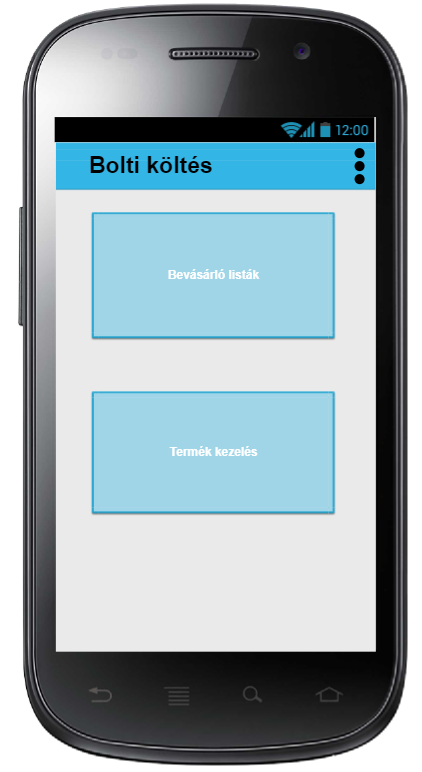 12:00
Bolti költés
Bevásárló listák
Termék kezelés